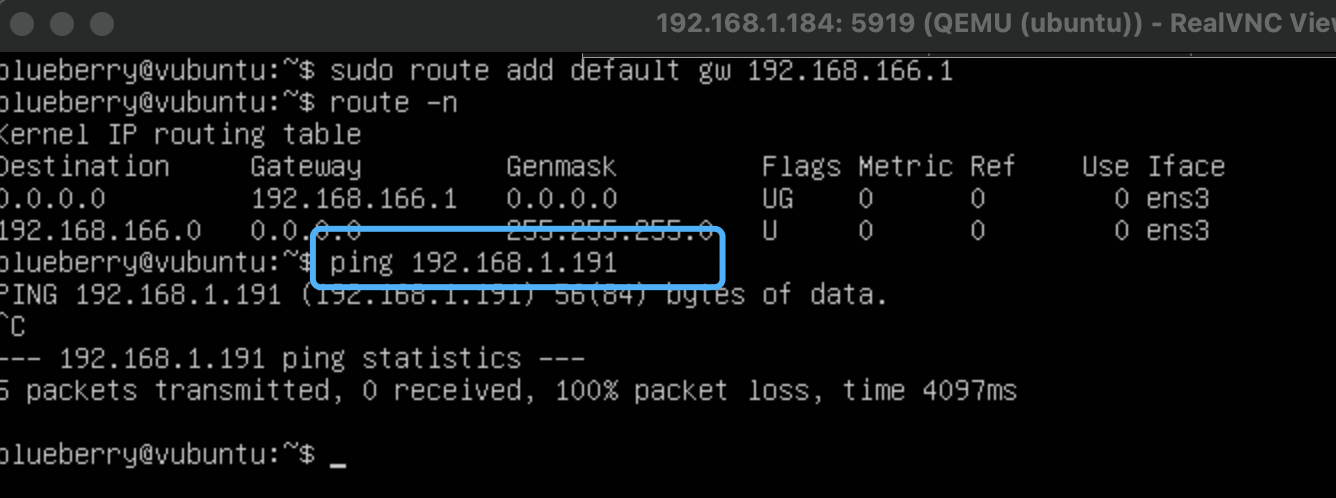 192.168.1.184: 5919 (QEMU (ubuntu)) - RealVNC View
blueberry@vubuntu:~$ sudo route add default gw 192.168.166.1
blueberry@vubuntu:~$ route -n
Kernel IP routing table
Destination Gateway Genmask Flags Metric Ref Use Iface
0.0.0.0 192.168.166.1 0.0.0.0 UG 0 0 0 ens3
192.168.166.0 0.0.0.0 255.255.255.0 U 0 0 0 ens3
blueberry@vubuntu:~$ ping 192.168.1.191
PING 192.168.1.191 (192.168.1.191) 56(84) bytes of data.
^C
--- 192.168.1.191 ping statistics ---
5 packets transmitted, 0 received, 100% packet loss, time 4097ms
blueberry@vubuntu:~$ _